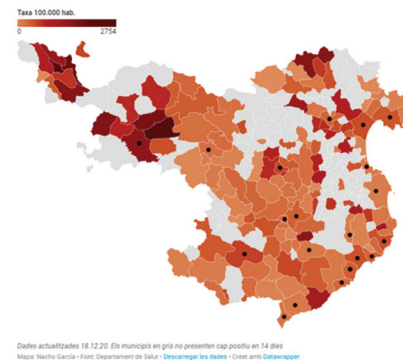 Taxa 100.000 hab.
0 2754
Dades actualitzades 18.12.20. Els municipis en gris no presenten cap positiu en 14 dies
Mapa: Nacho García • Font: Departament de Salut • Descarregar les dades • Creat amb Datawrapper